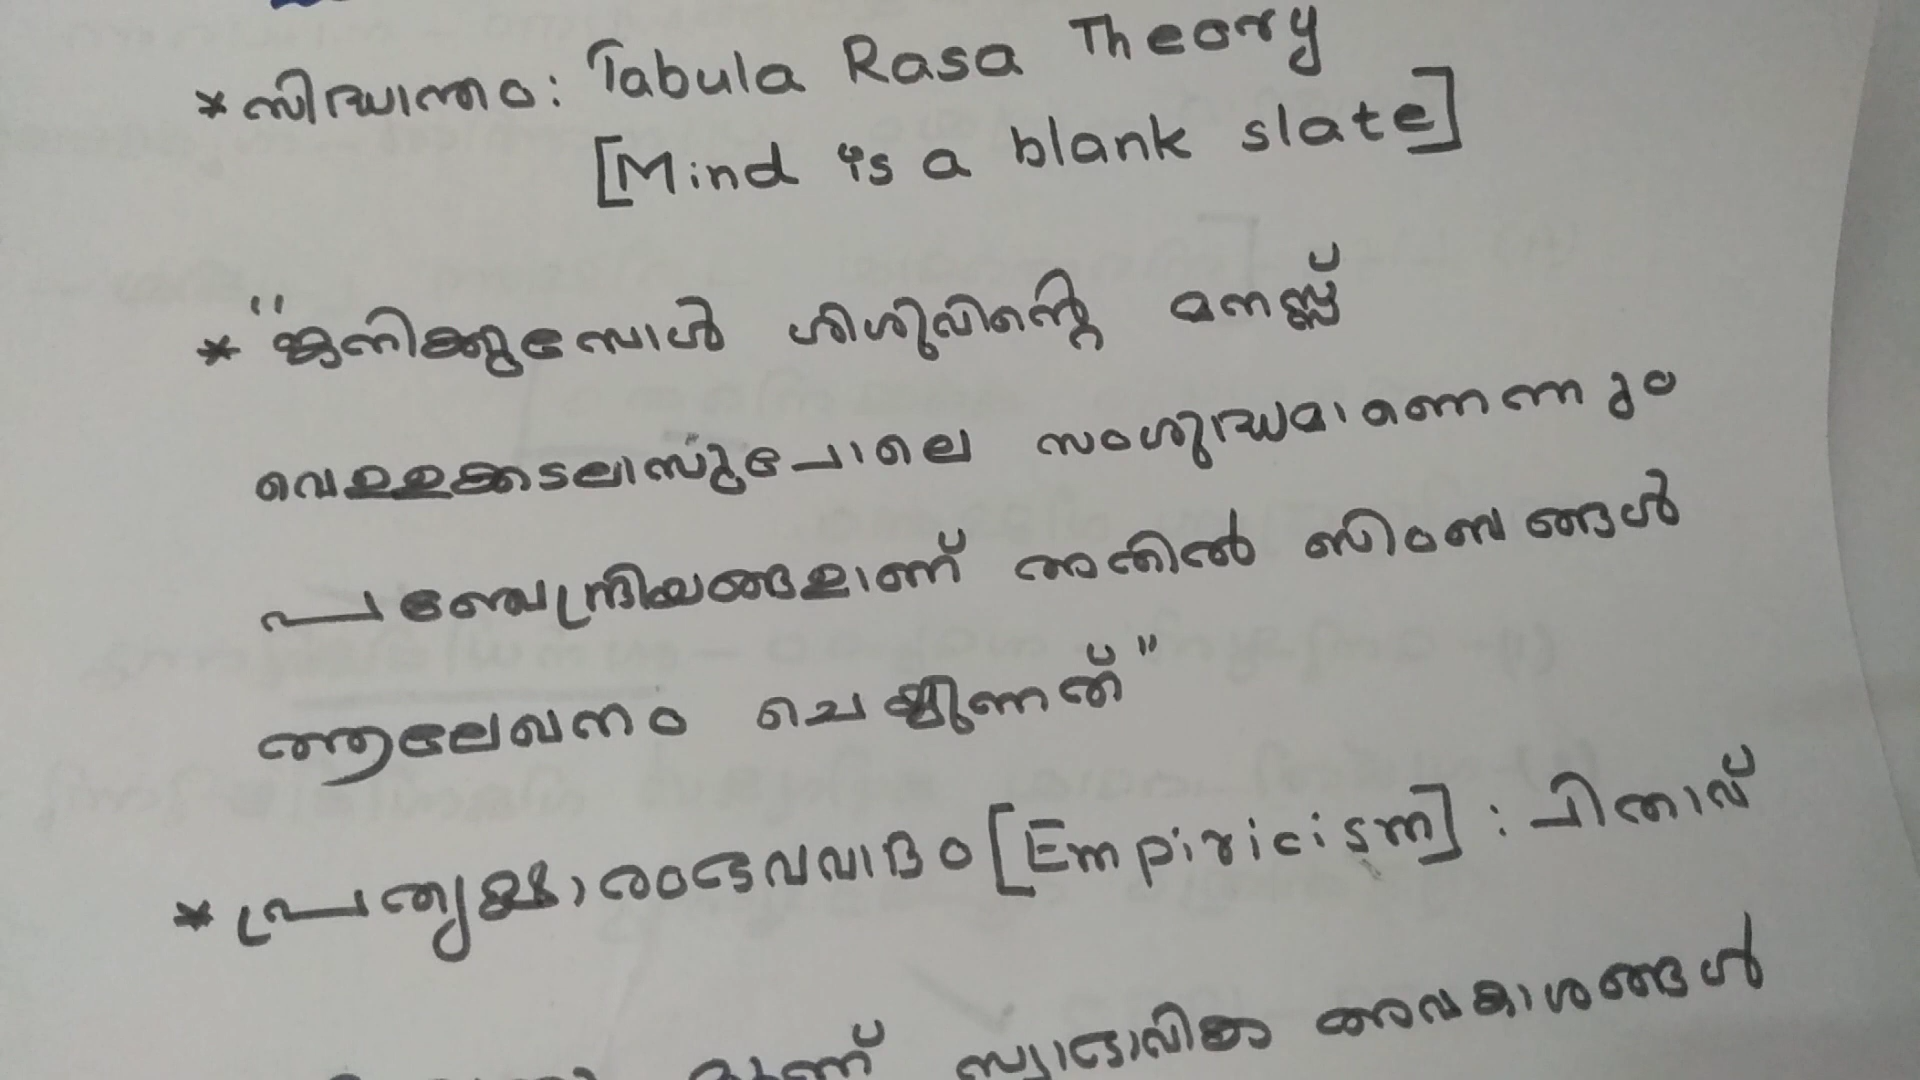 * സിദ്ധാന്തം: Tabula Rasa Theory
[Mind is a blank slate]
* "ജനിക്കുമ്പോൾ ശിശുവിന്റെ മനസ്സ്
വെള്ളക്കടലാസുപോലെ സംശുദ്ധമാണെന്നും
പഞ്ചേന്ദ്രിയങ്ങളാണ് അതിൽ ബിംബങ്ങൾ
ആലേഖനം ചെയ്യുന്നത്"
* പ്രത്യക്ഷാനുഭവവാദം [Empiricism] : പിതാവ്
മൂന്ന് സ്വാഭാവിക അവകാശങ്ങൾ